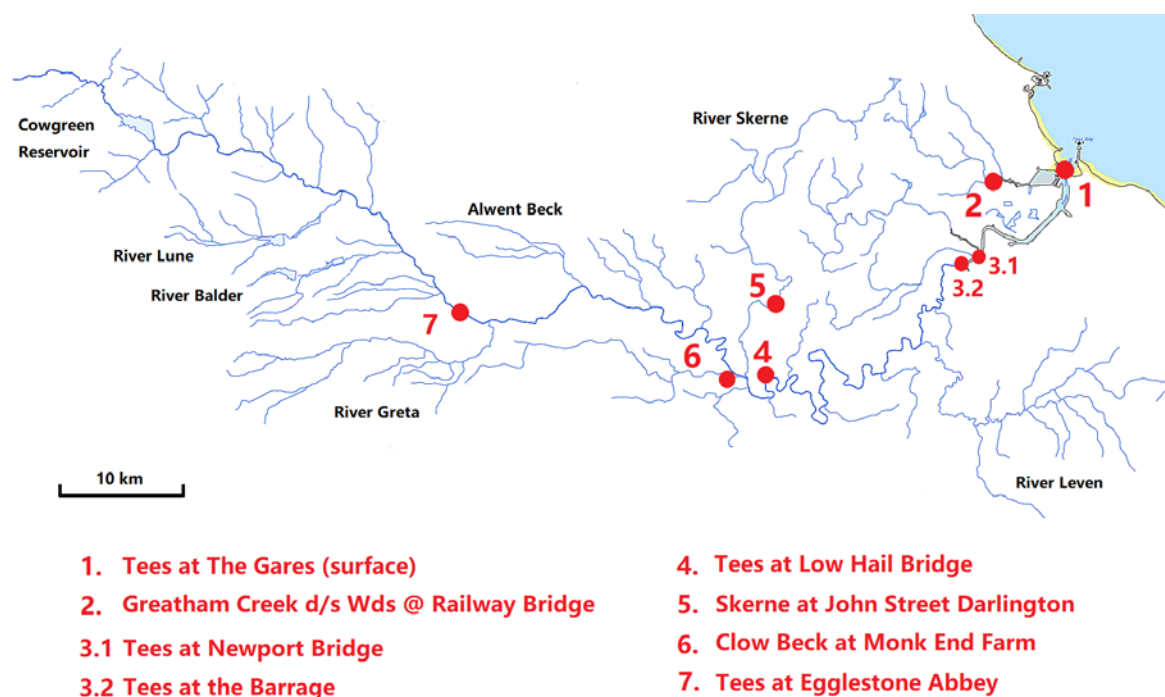 Cowgreen
Reservoir
River Skerne
Alwent Beck
River Lune
River Balder
River Greta
River Leven
1
2
3.1
3.2
5
4
6
7
10 km
1. Tees at The Gares (surface)
2. Greatham Creek d/s Wds @ Railway Bridge
3.1 Tees at Newport Bridge
3.2 Tees at the Barrage
4. Tees at Low Hail Bridge
5. Skerne at John Street Darlington
6. Clow Beck at Monk End Farm
7. Tees at Egglestone Abbey